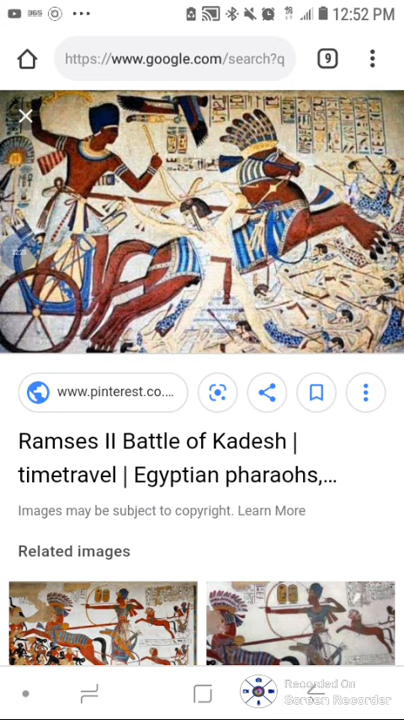 365 12:52 PM
https://www.google.com/search?q
9
www.pinterest.co....
Ramses II Battle of Kadesh |
timetravel | Egyptian pharaohs,...
Images may be subject to copyright. Learn More
Related images
Recorded On
Screen Recorder